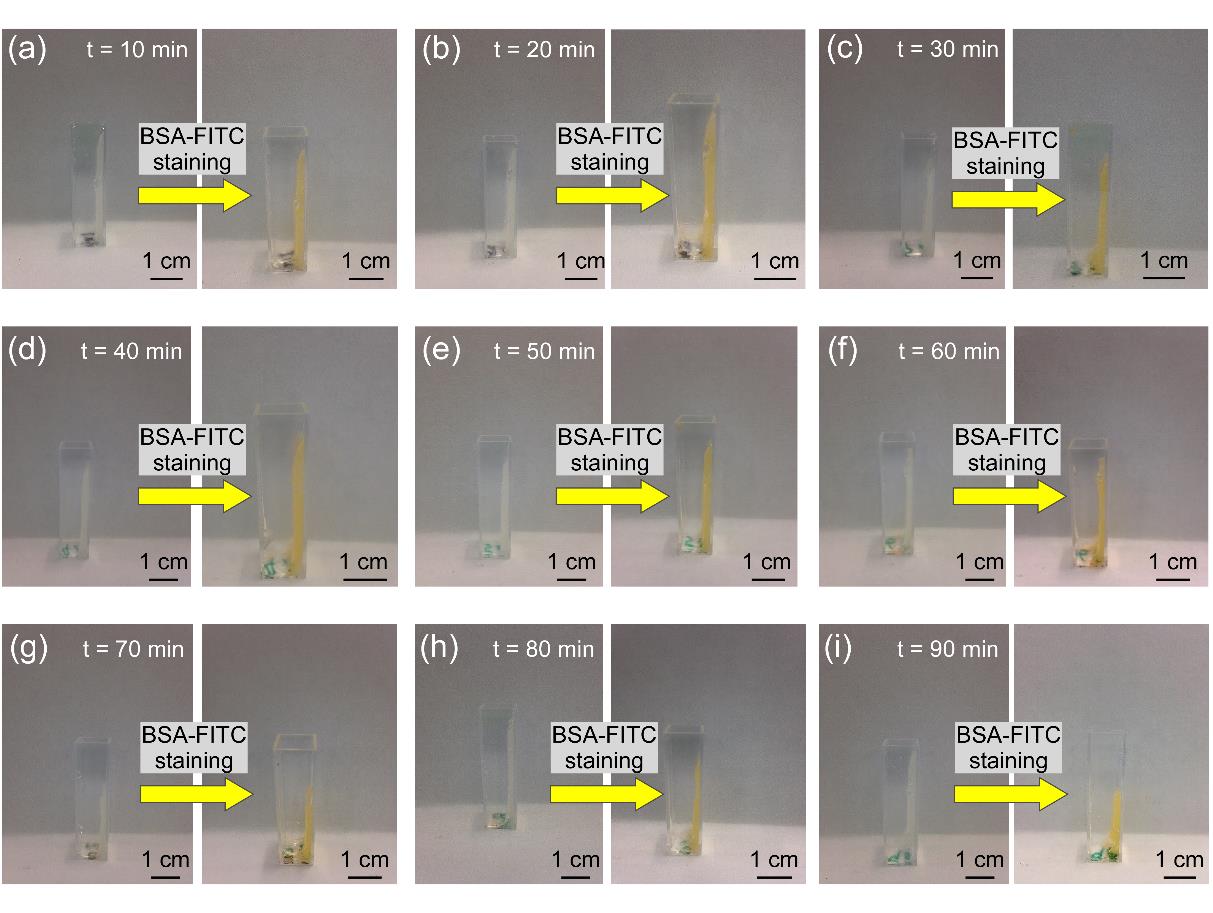 (a) t = 10 min
BSA-FITC
staining
1 cm 1 cm
(b) t = 20 min
BSA-FITC
staining
1 cm 1 cm
(c) t = 30 min
BSA-FITC
staining
1 cm 1 cm
(d) t = 40 min
BSA-FITC
staining
1 cm 1 cm
(e) t = 50 min
BSA-FITC
staining
1 cm 1 cm
(f) t = 60 min
BSA-FITC
staining
1 cm 1 cm
(g) t = 70 min
BSA-FITC
staining
1 cm 1 cm
(h) t = 80 min
BSA-FITC
staining
1 cm 1 cm
(i) t = 90 min
BSA-FITC
staining
1 cm 1 cm